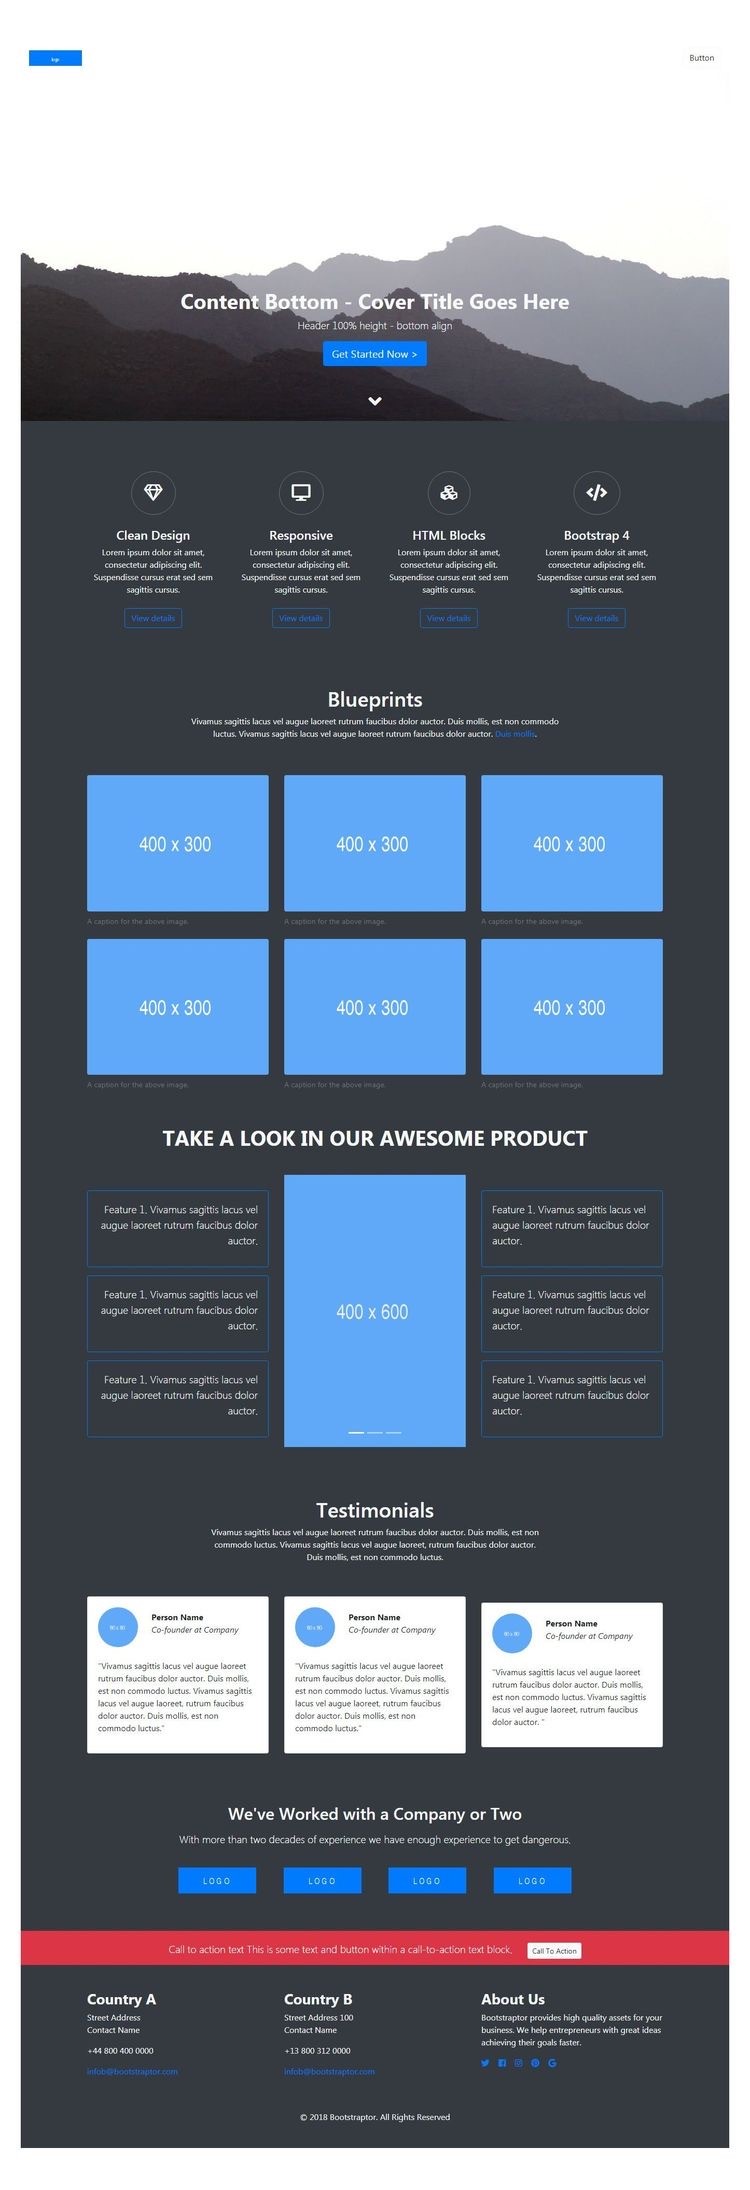 logo
Button
Content Bottom - Cover Title Goes Here
Header 100% height - bottom align
Get Started Now >
Clean Design
Lorem ipsum dolor sit amet,
consectetur adipiscing elit.
Suspendisse cursus erat sed sem
sagittis cursus.
View details
Responsive
Lorem ipsum dolor sit amet,
consectetur adipiscing elit.
Suspendisse cursus erat sed sem
sagittis cursus.
View details
HTML Blocks
Lorem ipsum dolor sit amet,
consectetur adipiscing elit.
Suspendisse cursus erat sed sem
sagittis cursus.
View details
Bootstrap 4
Lorem ipsum dolor sit amet,
consectetur adipiscing elit.
Suspendisse cursus erat sed sem
sagittis cursus.
View details
Blueprints
Vivamus sagittis lacus vel augue laoreet rutrum faucibus dolor auctor. Duis mollis, est non commodo
luctus. Vivamus sagittis lacus vel augue laoreet rutrum faucibus dolor auctor. Duis mollis.
400 x 300
400 x 300
400 x 300
A caption for the above image.
A caption for the above image.
A caption for the above image.
400 x 300
400 x 300
400 x 300
A caption for the above image.
A caption for the above image.
A caption for the above image.
TAKE A LOOK IN OUR AWESOME PRODUCT
Feature 1. Vivamus sagittis lacus vel
augue laoreet rutrum faucibus dolor
auctor.
Feature 1. Vivamus sagittis lacus vel
augue laoreet rutrum faucibus dolor
auctor.
Feature 1. Vivamus sagittis lacus vel
augue laoreet rutrum faucibus dolor
auctor.
400 x 600
Feature 1. Vivamus sagittis lacus vel
augue laoreet rutrum faucibus dolor
auctor.
Feature 1. Vivamus sagittis lacus vel
augue laoreet rutrum faucibus dolor
auctor.
Feature 1. Vivamus sagittis lacus vel
augue laoreet rutrum faucibus dolor
auctor.
Testimonials
Vivamus sagittis lacus vel augue laoreet rutrum faucibus dolor auctor. Duis mollis, est non
commodo luctus. Vivamus sagittis lacus vel augue laoreet, rutrum faucibus dolor auctor.
Duis mollis, est non commodo luctus.
80 x 80
Person Name
Co-founder at Company
"Vivamus sagittis lacus vel augue laoreet
rutrum faucibus dolor auctor. Duis mollis,
est non commodo luctus. Vivamus sagittis
lacus vel augue laoreet, rutrum faucibus
dolor auctor. Duis mollis, est non
commodo luctus."
80 x 80
Person Name
Co-founder at Company
"Vivamus sagittis lacus vel augue laoreet
rutrum faucibus dolor auctor. Duis mollis,
est non commodo luctus. Vivamus sagittis
lacus vel augue laoreet, rutrum faucibus
dolor auctor. Duis mollis, est non
commodo luctus."
80 x 80
Person Name
Co-founder at Company
"Vivamus sagittis lacus vel augue laoreet
rutrum faucibus dolor auctor. Duis mollis,
est non commodo luctus. Vivamus sagittis
lacus vel augue laoreet, rutrum faucibus
dolor auctor. "
We've Worked with a Company or Two
With more than two decades of experience we have enough experience to get dangerous.
LOGO
LOGO
LOGO
LOGO
Call to action text This is some text and button within a call-to-action text block.
Call To Action
Country A
Street Address
Contact Name
+44 800 400 0000
infob@bootstraptor.com
Country B
Street Address 100
Contact Name
+13 800 312 0000
infob@bootstraptor.com
About Us
Bootstraptor provides high quality assets for your
business. We help entrepreneurs with great ideas
achieving their goals faster.
© 2018 Bootstraptor. All Rights Reserved